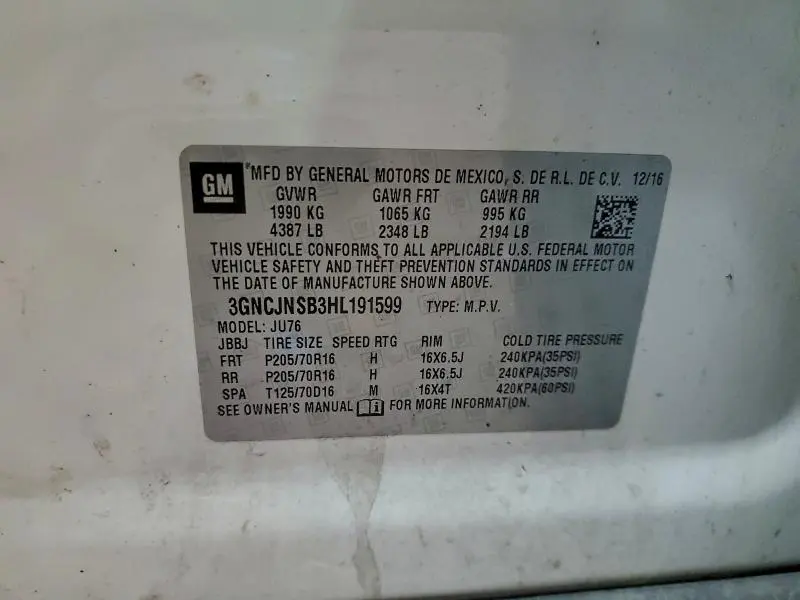 GM
*MFD BY GENERAL MOTORS DE MEXICO, S. DE R.L. DE C.V. 12/16
GVWR GAWR FRT GAWR RR
1990 KG 1065 KG 995 KG
4387 LB 2348 LB 2194 LB
THIS VEHICLE CONFORMS TO ALL APPLICABLE U.S. FEDERAL MOTOR
VEHICLE SAFETY AND THEFT PREVENTION STANDARDS IN EFFECT ON
THE DATE OF MANUFACTURE SHOWN ABOVE.
3GNCJNSB3HL191599 TYPE: M.P.V.
MODEL: JU76
JBBJ TIRE SIZE SPEED RTG RIM COLD TIRE PRESSURE
FRT P205/70R16 H 16X6.5J 240KPA(35PSI)
RR P205/70R16 H 16X6.5J 240KPA(35PSI)
SPA T125/70D16 M 16X4T 420KPA(60PSI)
SEE OWNER'S MANUAL FOR MORE INFORMATION.